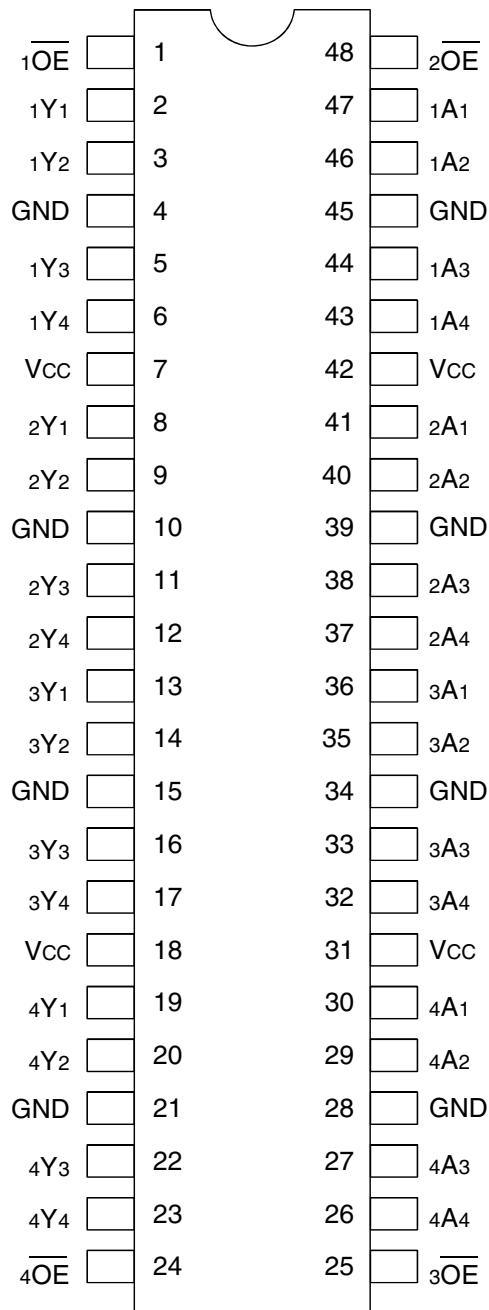 1O̅E̅ 1 48 2O̅E̅
1Y1 2 47 1A1
1Y2 3 46 1A2
GND 4 45 GND
1Y3 5 44 1A3
1Y4 6 43 1A4
VCC 7 42 VCC
2Y1 8 41 2A1
2Y2 9 40 2A2
GND 10 39 GND
2Y3 11 38 2A3
2Y4 12 37 2A4
3Y1 13 36 3A1
3Y2 14 35 3A2
GND 15 34 GND
3Y3 16 33 3A3
3Y4 17 32 3A4
VCC 18 31 VCC
4Y1 19 30 4A1
4Y2 20 29 4A2
GND 21 28 GND
4Y3 22 27 4A3
4Y4 23 26 4A4
4O̅E̅ 24 25 3O̅E̅